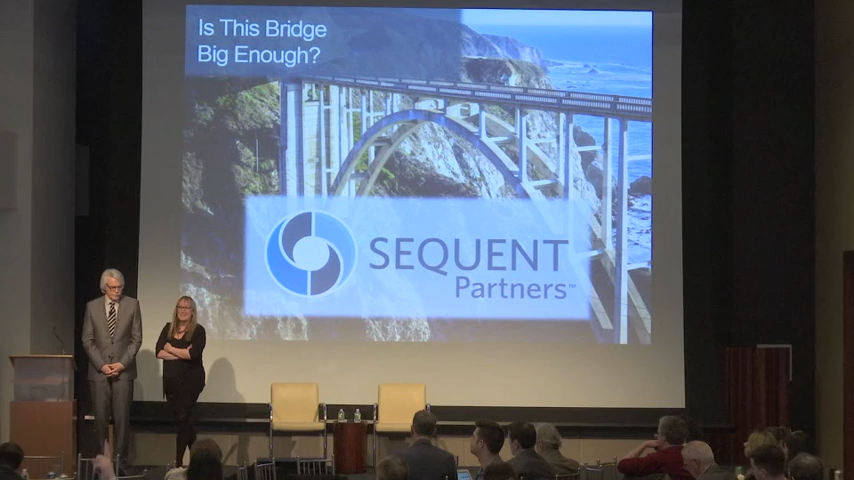 Is This Bridge
Big Enough?
SEQUENT
Partners™